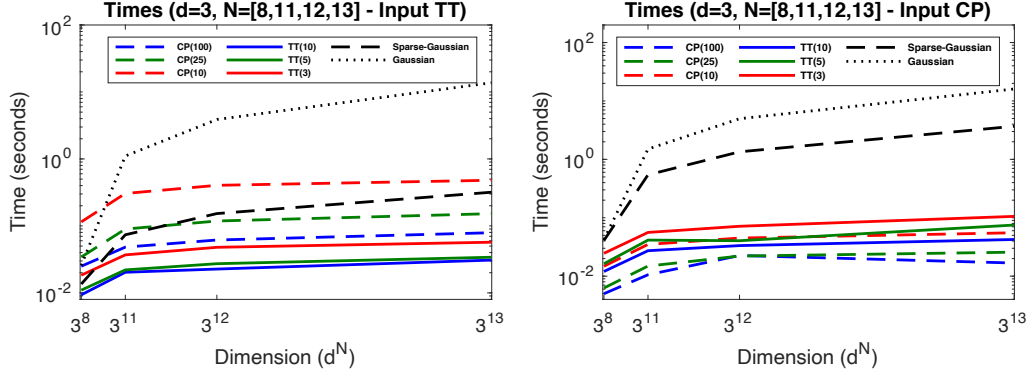 Times (d=3, N=[8,11,12,13] - Input TT)
10^2
10^0
10^-2
Time (seconds)
CP(100)
CP(25)
CP(10)
TT(10)
TT(5)
TT(3)
Sparse-Gaussian
Gaussian
3^8
3^11
3^12
3^13
Dimension (d^N)
Times (d=3, N=[8,11,12,13] - Input CP)
10^2
10^0
10^-2
Time (seconds)
CP(100)
CP(25)
CP(10)
TT(10)
TT(5)
TT(3)
Sparse-Gaussian
Gaussian
3^8
3^11
3^12
3^13
Dimension (d^N)